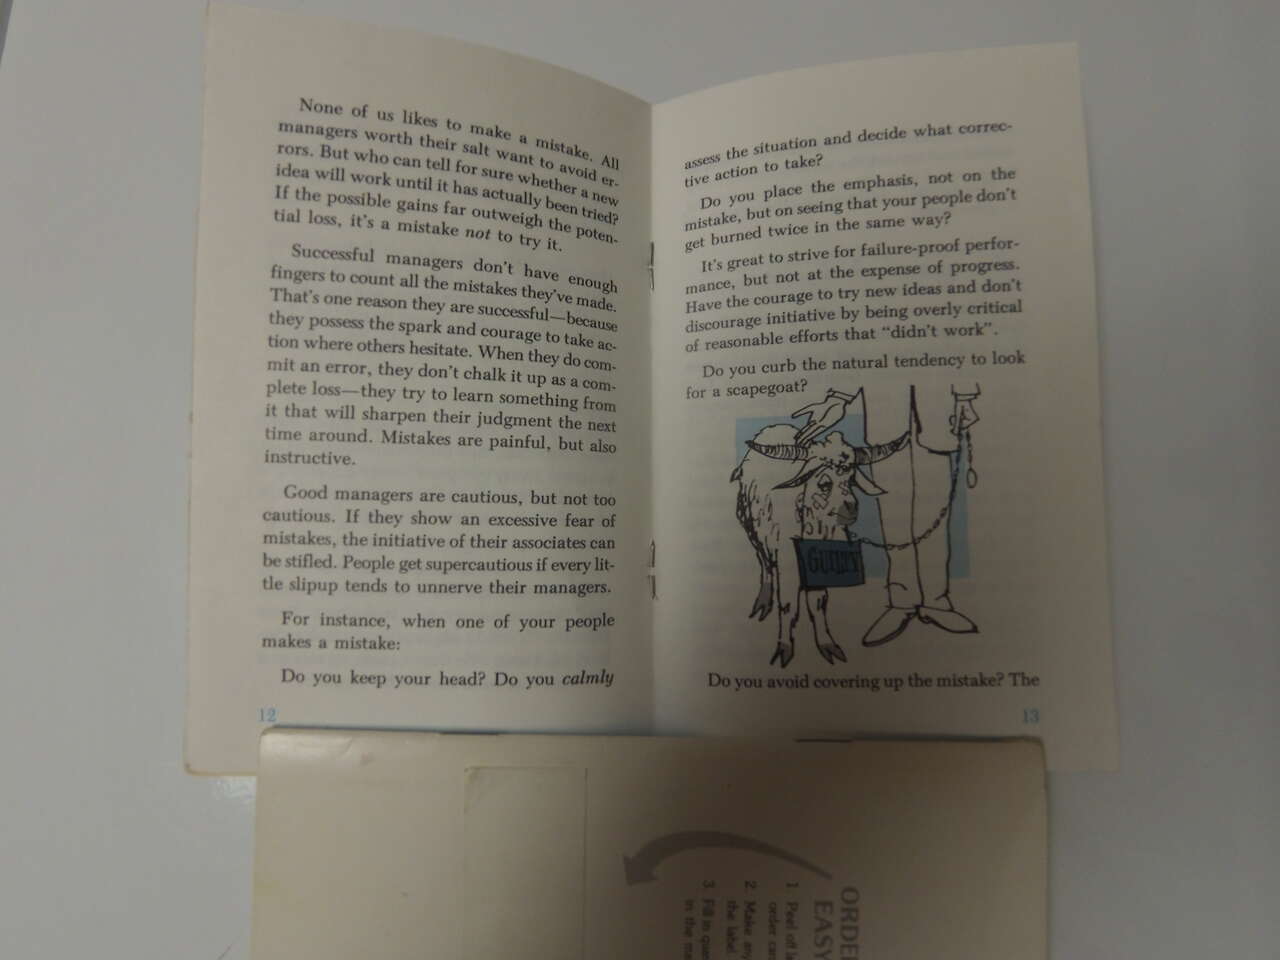 None of us likes to make a mistake. All
managers worth their salt want to avoid er-
rors. But who can tell for sure whether a new
idea will work until it has actually been tried?
If the possible gains far outweigh the poten-
tial loss, it's a mistake not to try it.
Successful managers don't have enough
fingers to count all the mistakes they've made.
That's one reason they are successful—because
they possess the spark and courage to take ac-
tion where others hesitate. When they do com-
mit an error, they don't chalk it up as a com-
plete loss—they try to learn something from
it that will sharpen their judgment the next
time around. Mistakes are painful, but also
instructive.
Good managers are cautious, but not too
cautious. If they show an excessive fear of
mistakes, the initiative of their associates can
be stifled. People get supercautious if every lit-
tle slipup tends to unnerve their managers.
For instance, when one of your people
makes a mistake:
Do you keep your head? Do you calmly
12
assess the situation and decide what correc-
tive action to take?
Do you place the emphasis, not on the
mistake, but on seeing that your people don't
get burned twice in the same way?
It's great to strive for failure-proof perfor-
mance, but not at the expense of progress.
Have the courage to try new ideas and don't
discourage initiative by being overly critical
of reasonable efforts that "didn't work".
Do you curb the natural tendency to look
for a scapegoat?
GUILTY
Do you avoid covering up the mistake? The
13
ORDE
EASY
1. Peel off
order
2. Make any
the label.
3. Fill in
in the